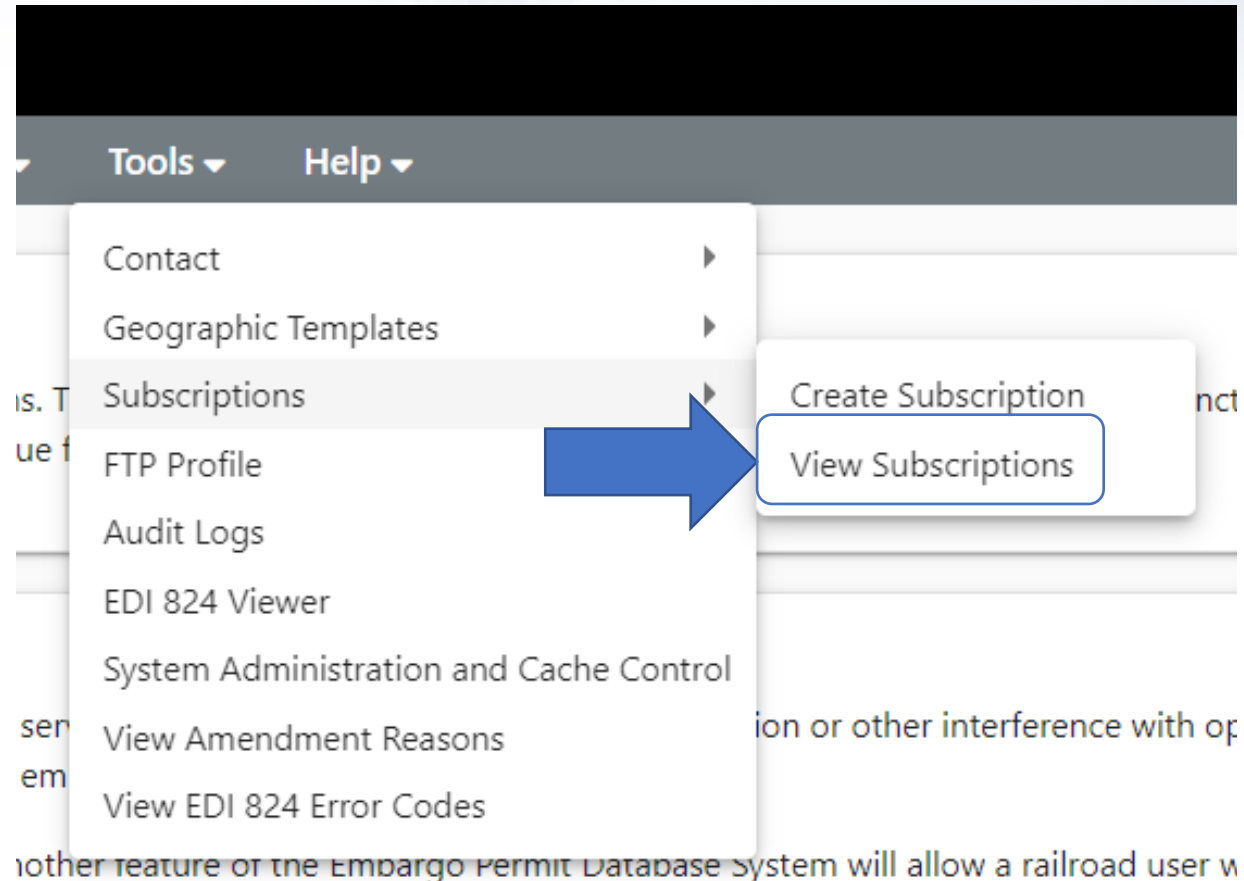 Tools Help
Contact
Geographic Templates
Subscriptions
Create Subscription
View Subscriptions
FTP Profile
Audit Logs
EDI 824 Viewer
System Administration and Cache Control
View Amendment Reasons
ion or other interference with
View EDI 824 Error Codes
feature of the Embargo Permit Database System will allow a railroad user